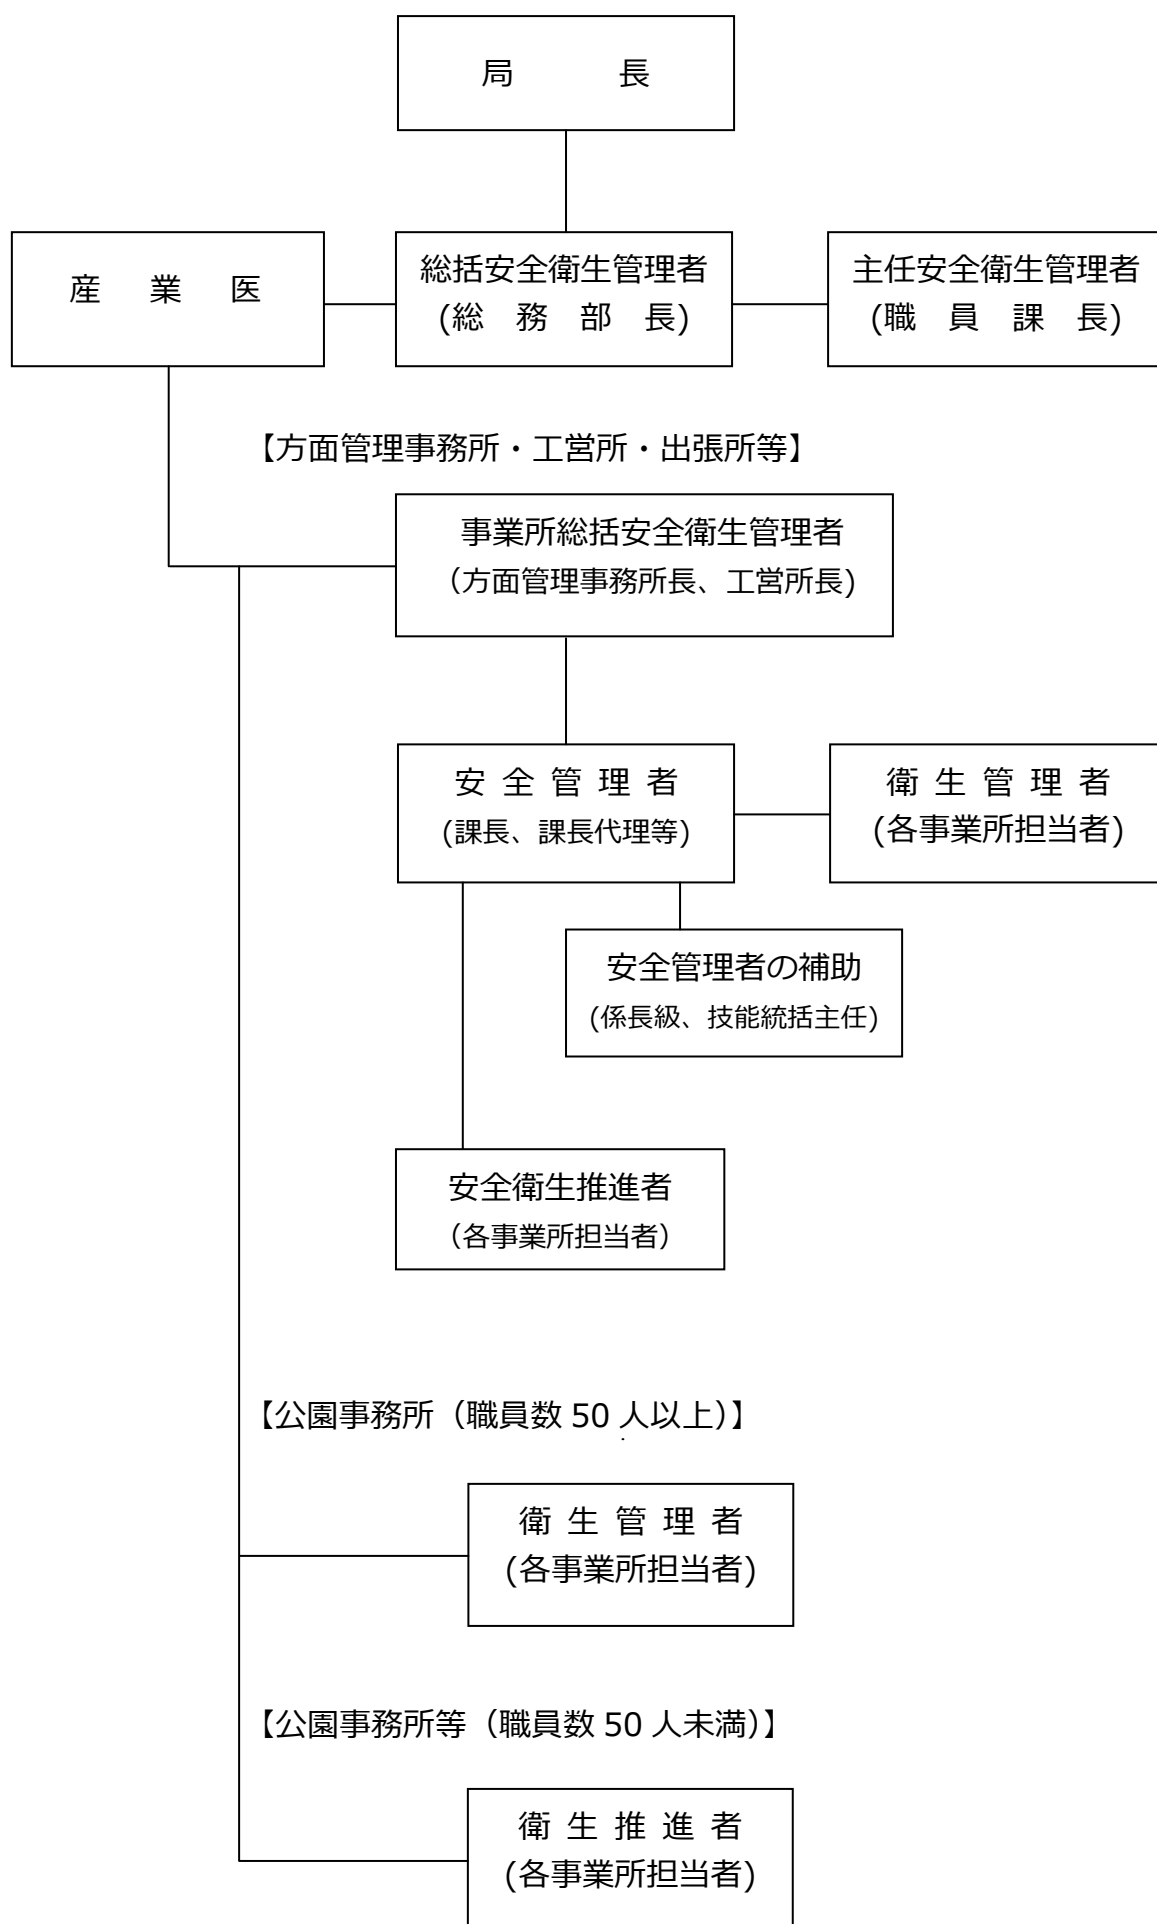 局　　　長
産　業　医
総括安全衛生管理者
(総　務　部　長)
主任安全衛生管理者
(職　員　課　長)
【方面管理事務所・工営所・出張所等】
事業所総括安全衛生管理者
（方面管理事務所長、工営所長)
安 全 管 理 者
(課長、課長代理等)
衛 生 管 理 者
(各事業所担当者)
安全管理者の補助
(係長級、技能統括主任)
安全衛生推進者
（各事業所担当者）
【公園事務所（職員数 50 人以上）】
衛 生 管 理 者
(各事業所担当者)
【公園事務所等（職員数 50 人未満）】
衛 生 推 進 者
(各事業所担当者)